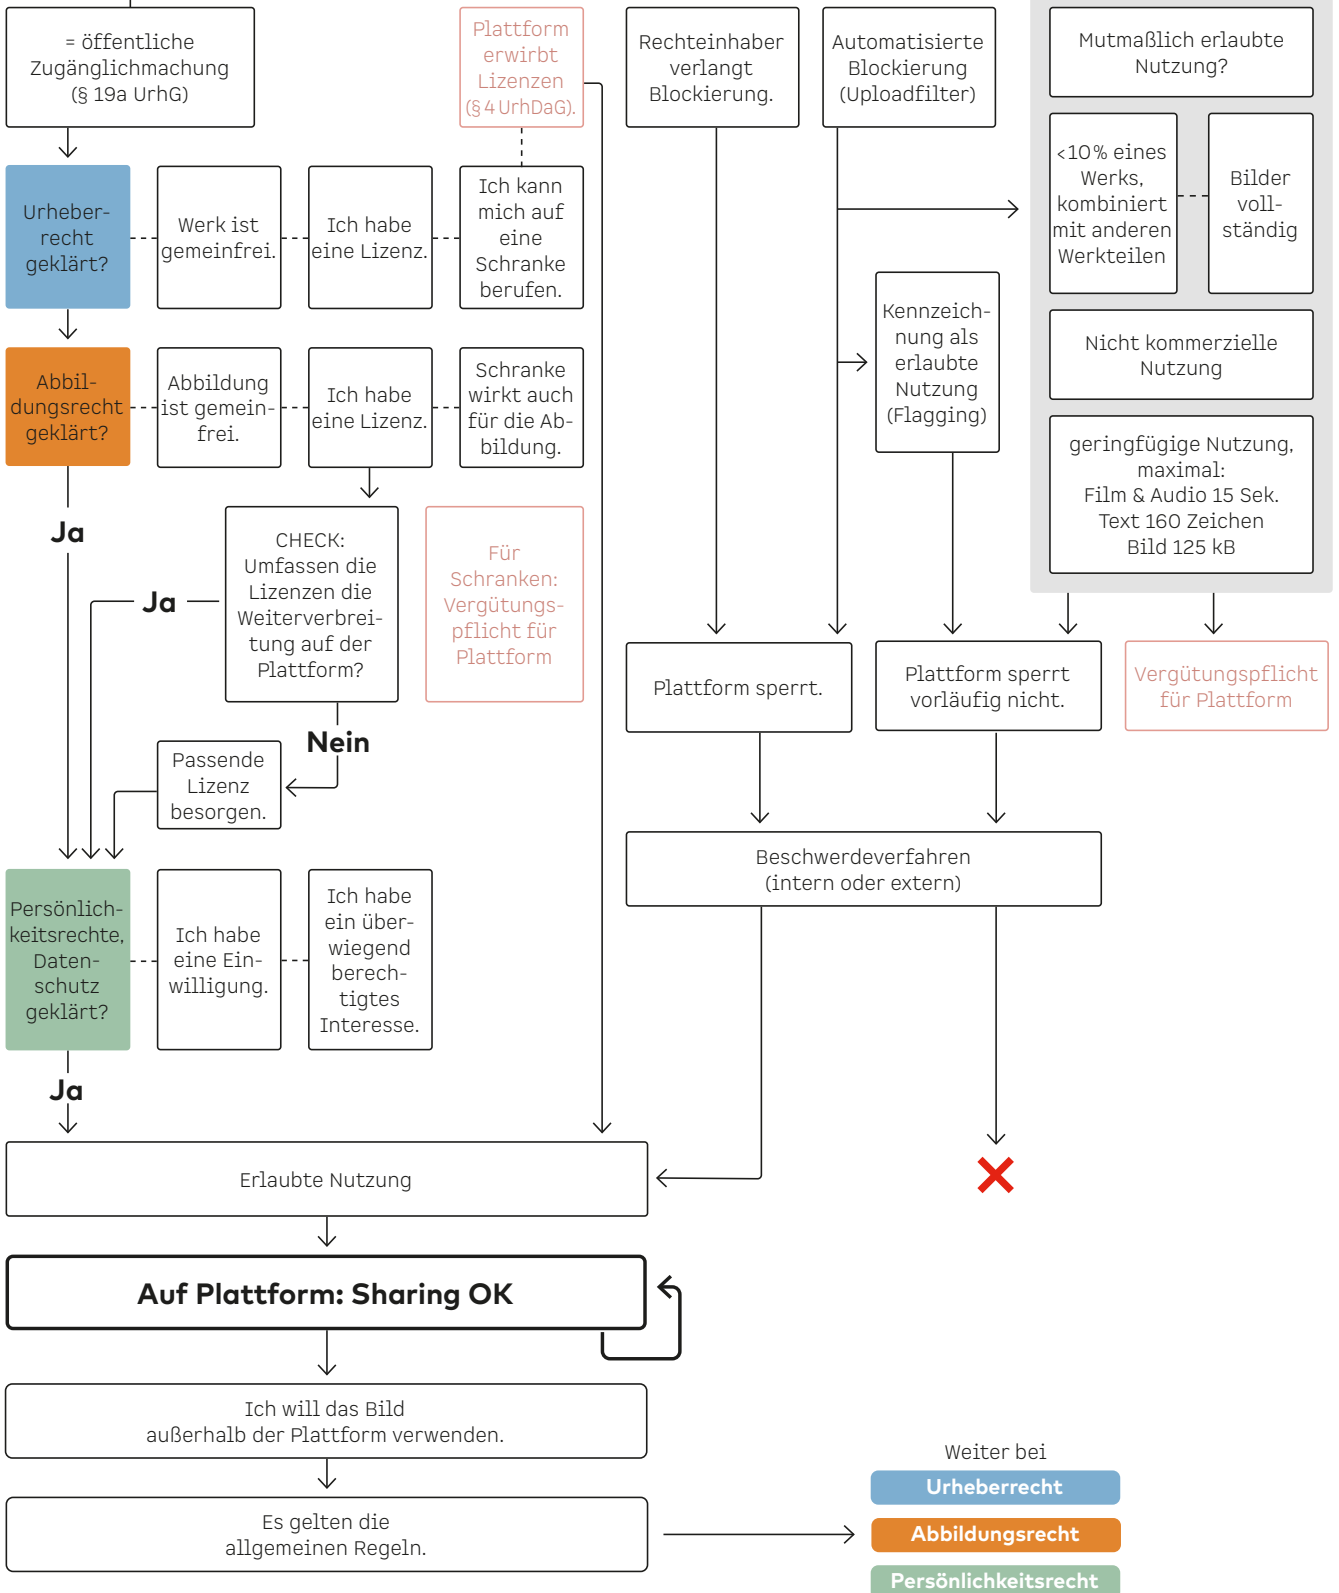 = öffentliche
Zugänglichmachung
(§ 19a UrhG)
Plattform
erwirbt
Lizenzen
(§ 4 UrhDaG).
Rechteinhaber
verlangt
Blockierung.
Automatisierte
Blockierung
(Uploadfilter)
Mutmaßlich erlaubte
Nutzung?
<10 % eines
Werks,
kombiniert
mit anderen
Werkteilen
Bilder
voll-
ständig
Urheber-
recht
geklärt?
Werk ist
gemeinfrei.
Ich habe
eine Lizenz.
Ich kann
mich auf
eine
Schranke
berufen.
Kennzeich-
nung als
erlaubte
Nutzung
(Flagging)
Nicht kommerzielle
Nutzung
Abbil-
dungsrecht
geklärt?
Abbildung
ist gemein-
frei.
Ich habe
eine Lizenz.
Schranke
wirkt auch
für die Ab-
bildung.
geringfügige Nutzung,
maximal:
Film & Audio 15 Sek.
Text 160 Zeichen
Bild 125 kB
Ja
CHECK:
Umfassen die
Lizenzen die
Weiterverbrei-
tung auf der
Plattform?
Ja
Für
Schranken:
Vergütungs-
pflicht für
Plattform
Nein
Passende
Lizenz
besorgen.
Plattform sperrt.
Plattform sperrt
vorläufig nicht.
Vergütungspflicht
für Plattform
Beschwerdeverfahren
(intern oder extern)
Persönlich-
keitsrechte,
Daten-
schutz
geklärt?
Ich habe
eine Ein-
willigung.
Ich habe
ein über-
wiegend
berech-
tigtes
Interesse.
Ja
Erlaubte Nutzung
Auf Plattform: Sharing OK
Ich will das Bild
außerhalb der Plattform verwenden.
Es gelten die
allgemeinen Regeln.
Weiter bei
Urheberrecht
Abbildungsrecht
Persönlichkeitsrecht